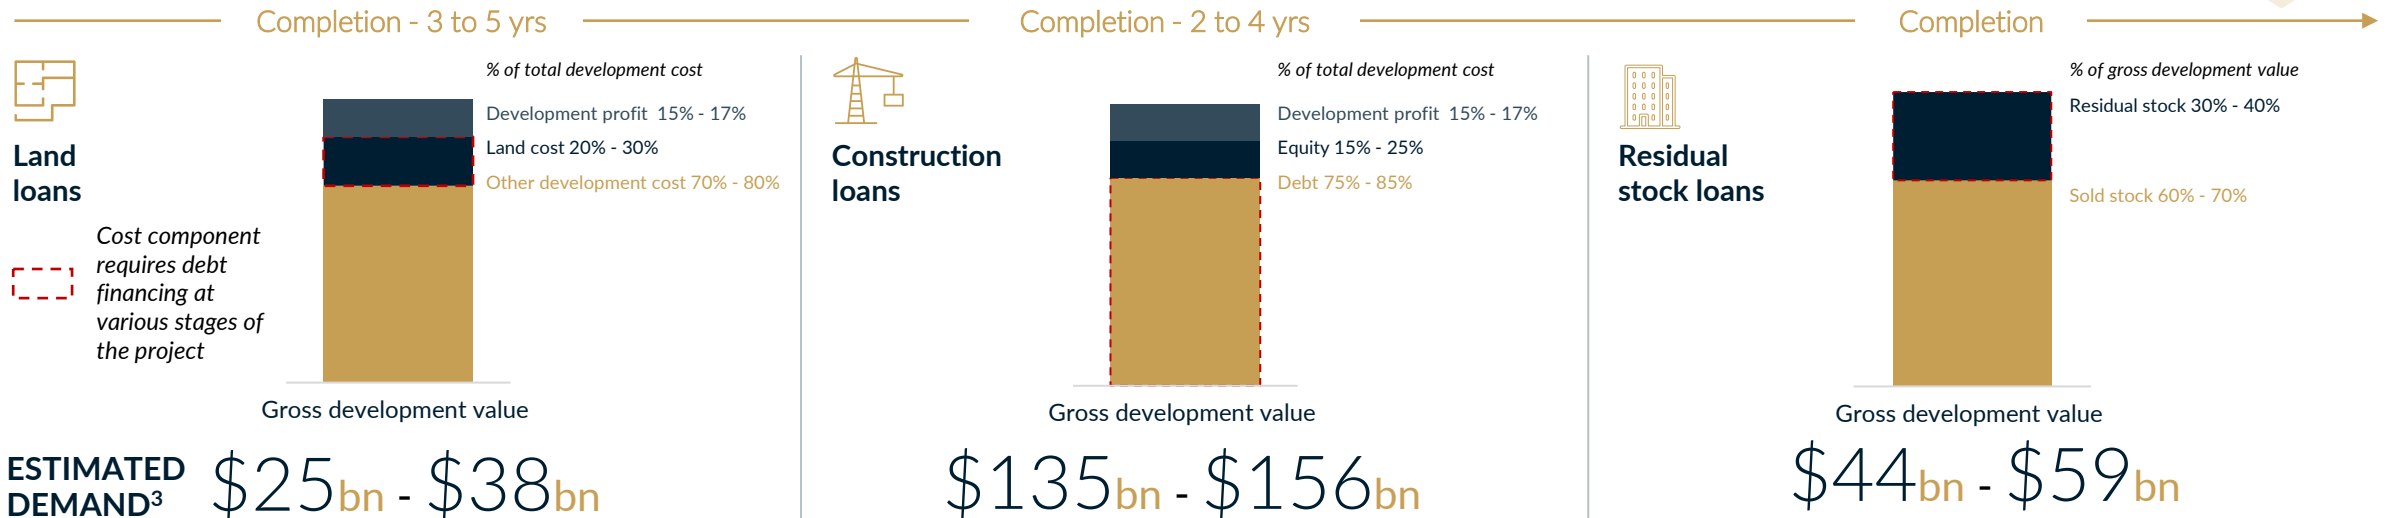 Completion - 3 to 5 yrs
Completion - 2 to 4 yrs
Completion
Land
loans
% of total development cost
Development profit 15% - 17%
Land cost 20% - 30%
Other development cost 70% - 80%
Cost component
requires debt
financing at
various stages of
the project
Gross development value
Construction
loans
% of total development cost
Development profit 15% - 17%
Equity 15% - 25%
Debt 75% - 85%
Gross development value
Residual
stock loans
% of gross development value
Residual stock 30% - 40%
Sold stock 60% - 70%
Gross development value
ESTIMATED
DEMAND³
$25bn - $38bn
$135bn - $156bn
$44bn - $59bn